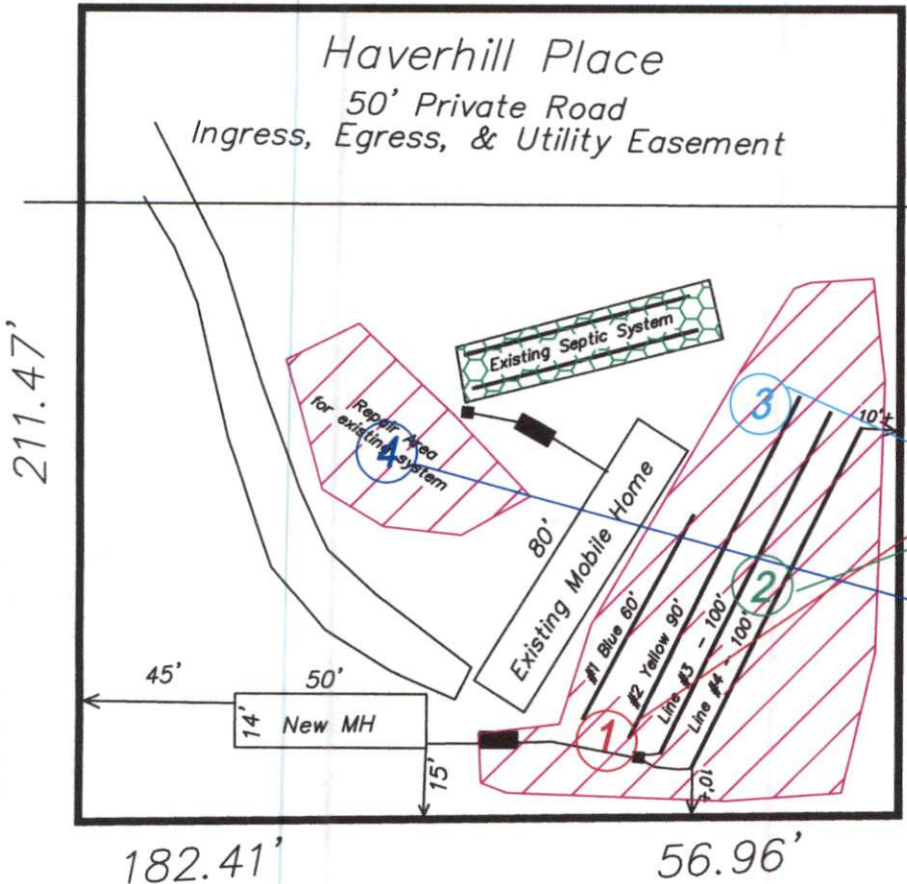 Haverhill Place
50' Private Road
Ingress, Egress, & Utility Easement
211.47'
Existing Septic System
3
10'+
Repair Area
for existing system
4
80'
Existing Mobile Home
2
#1 Blue 60'
#2 Yellow 90'
Line #3 - 100'
Line #4 - 100'
45'
50'
14'
New MH
1
15'
10'+
182.41'
56.96'